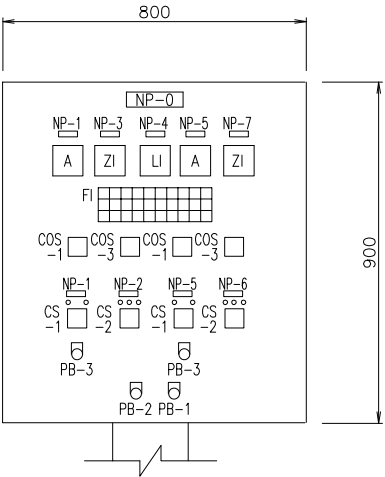 800
NP-0
NP-1 NP-3 NP-4 NP-5 NP-7
A ZI LI A ZI
FI
COS-1 COS-3 COS-1 COS-3
900
NP-1 NP-2 NP-5 NP-6
CS-1 CS-2 CS-1 CS-2
PB-3 PB-3
PB-2 PB-1